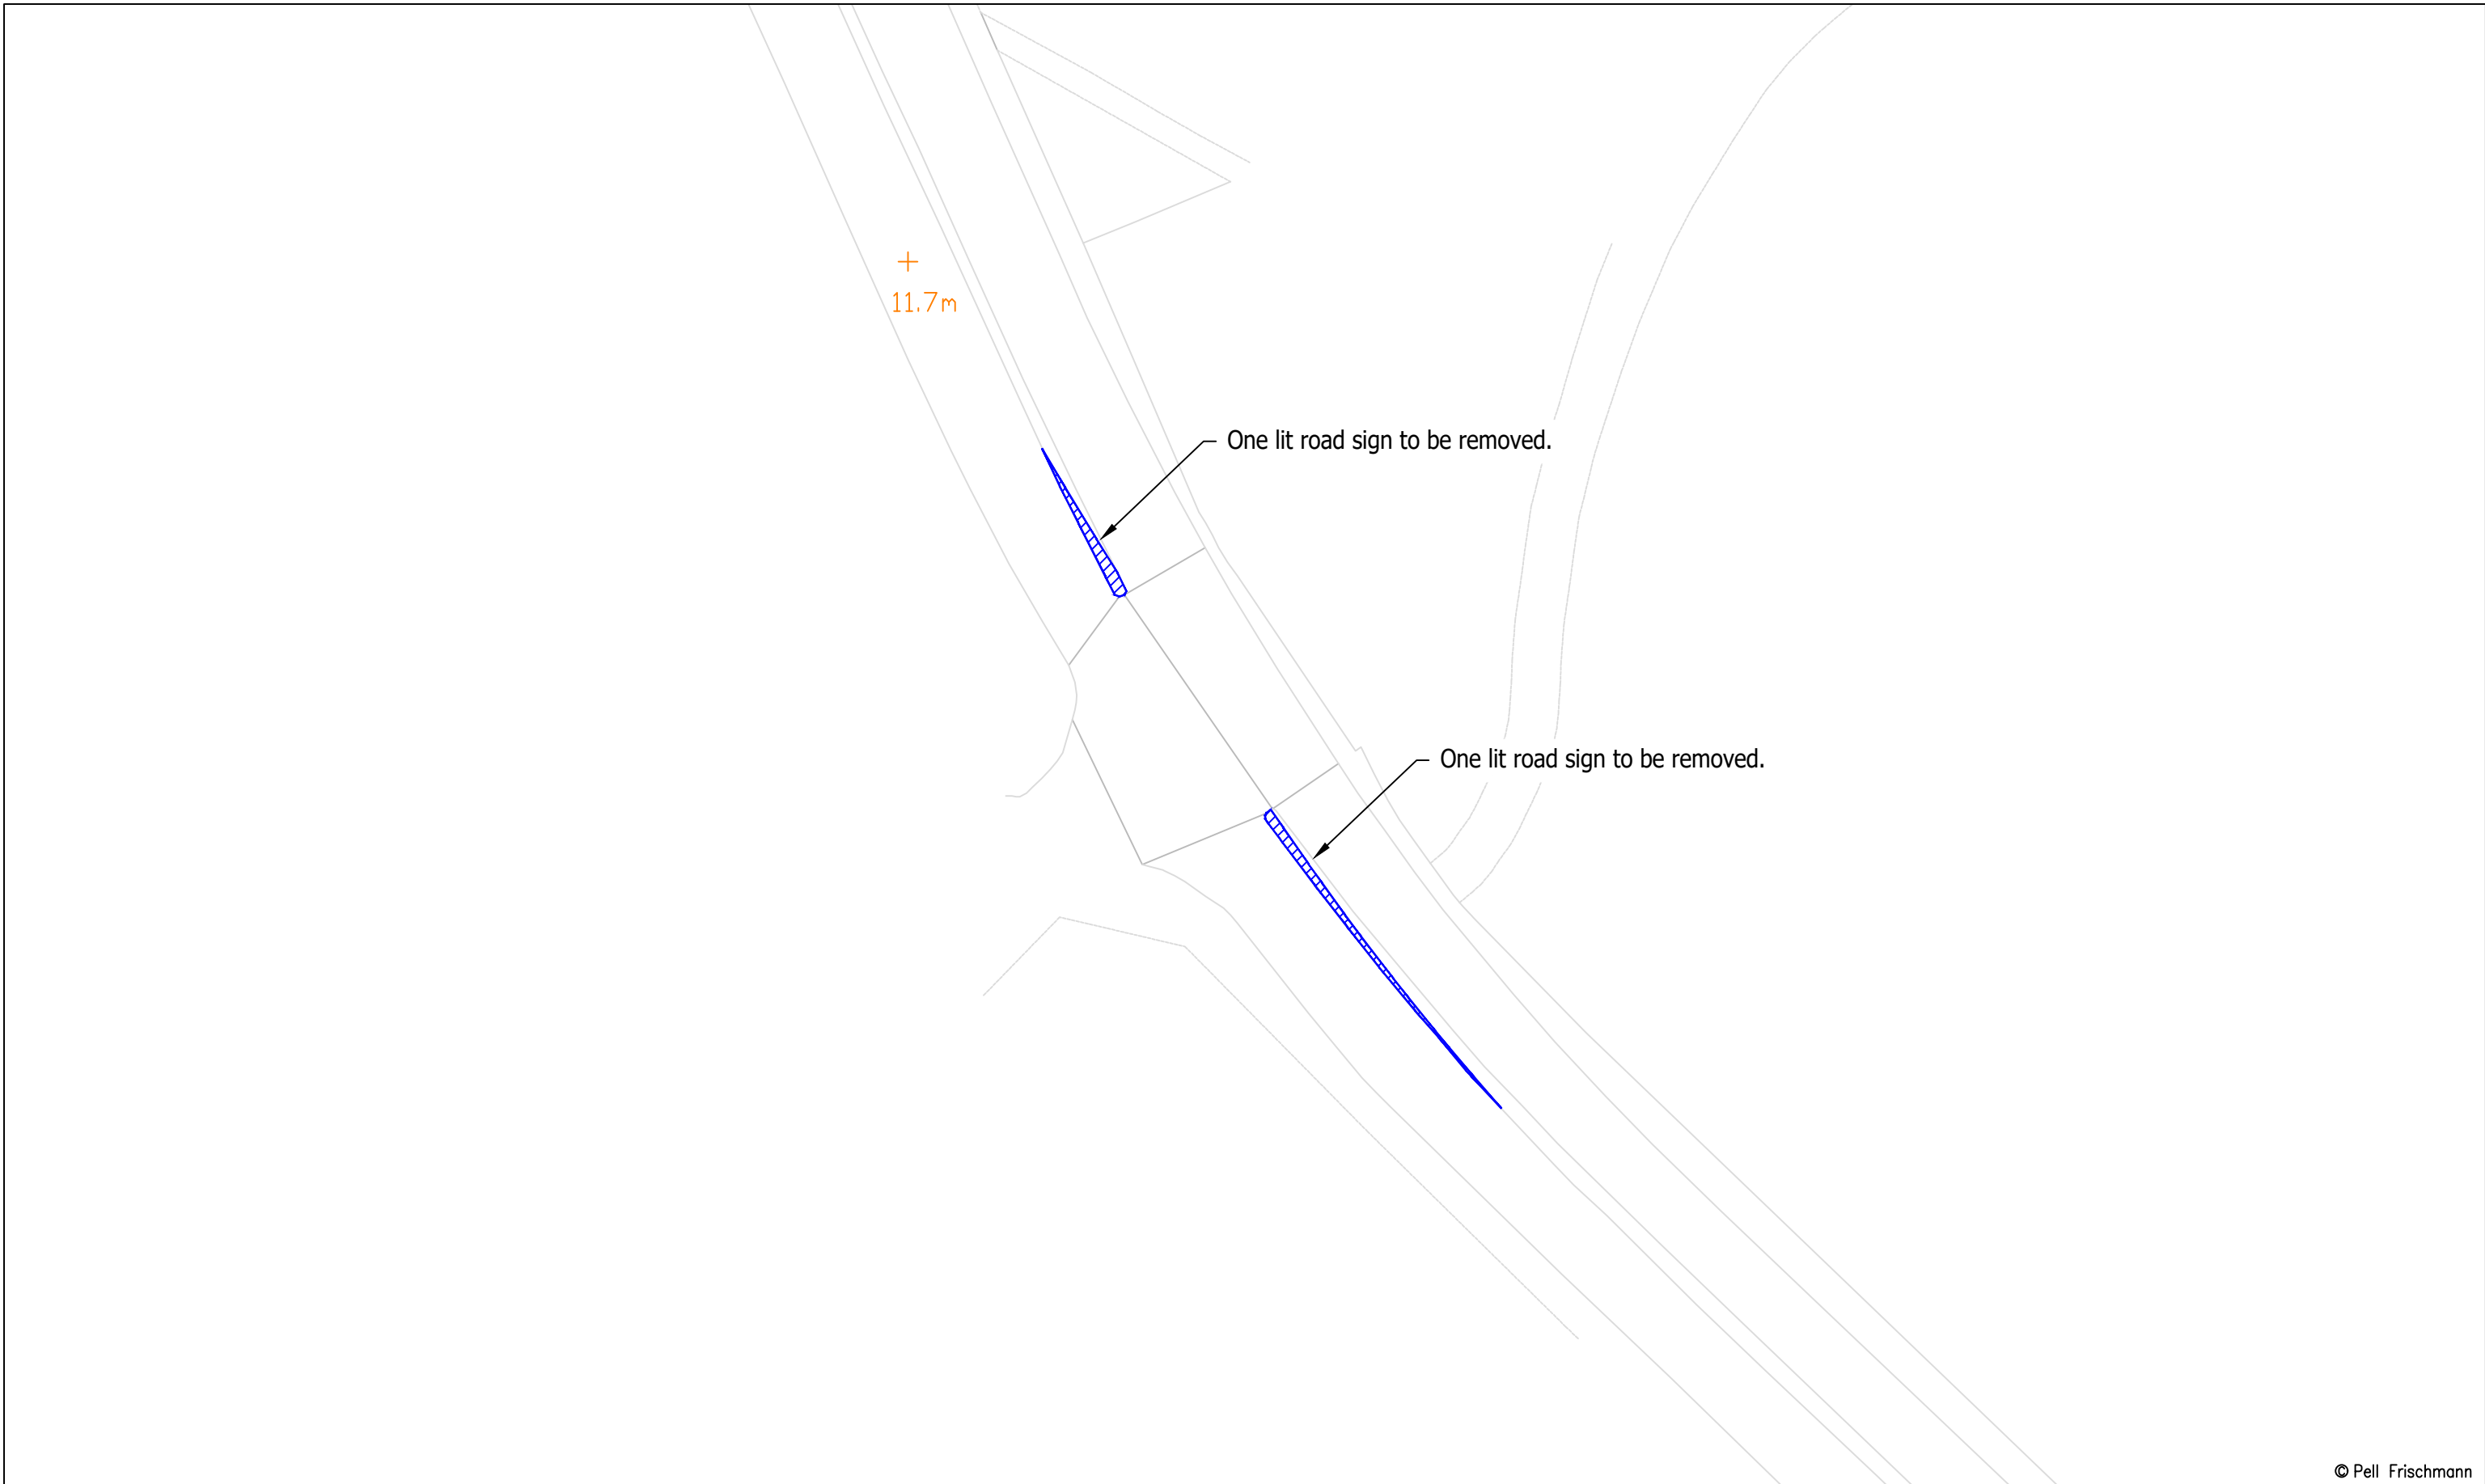 11.7m
One lit road sign to be removed.
One lit road sign to be removed.
© Pell Frischmann